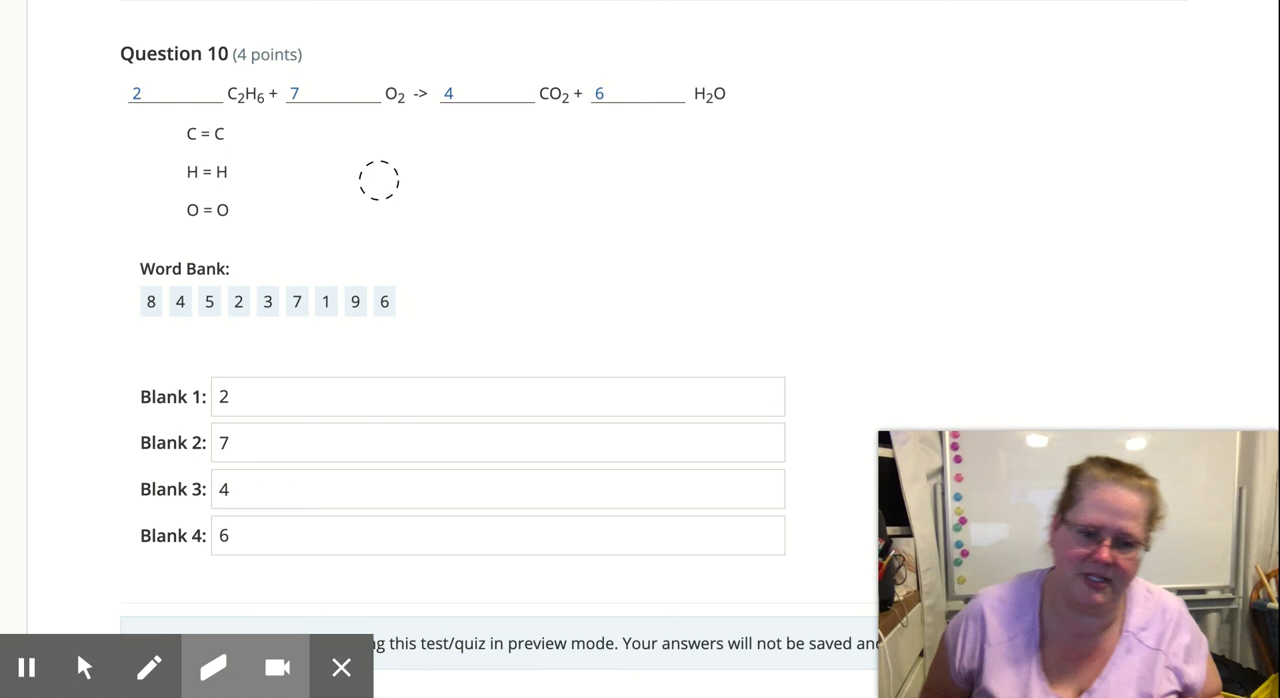 Question 10 (4 points)
2 C₂H₆ + 7 O₂ -> 4 CO₂ + 6 H₂O
C = C
H = H
O = O
Word Bank:
8 4 5 2 3 7 1 9 6
Blank 1: 2
Blank 2: 7
Blank 3: 4
Blank 4: 6
this test/quiz in preview mode. Your answers will not be saved